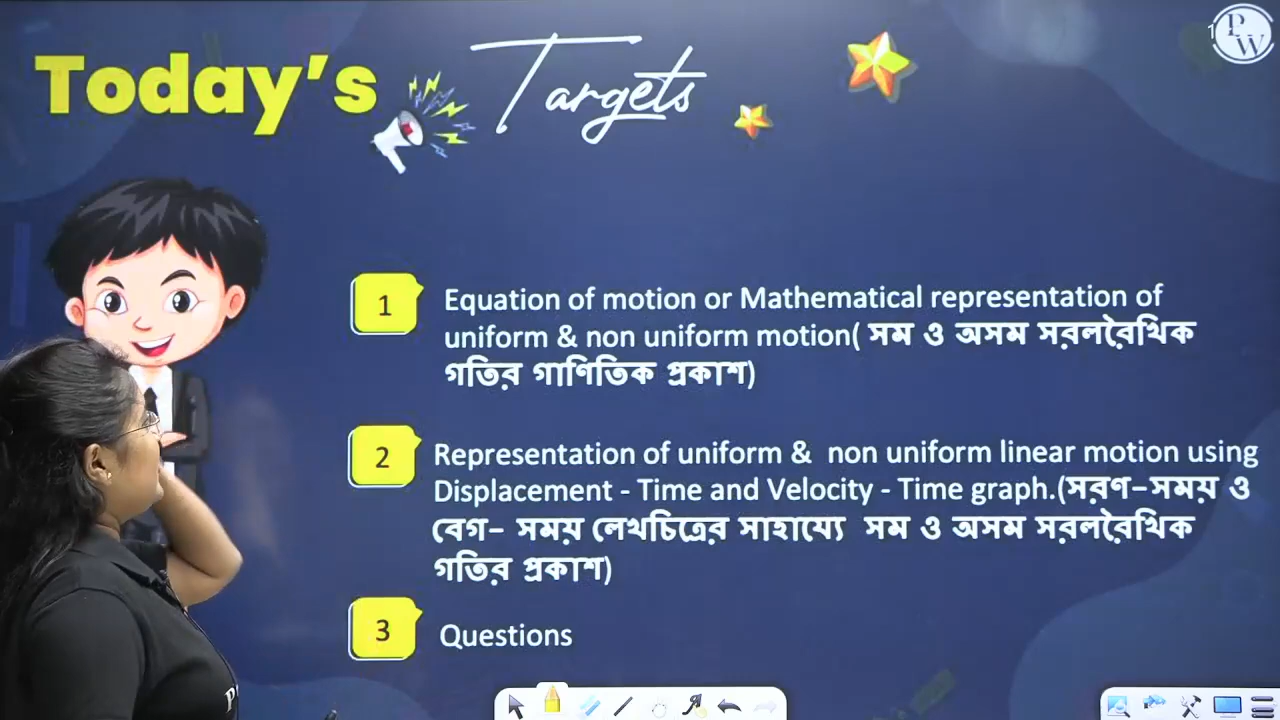 Today's Targets
PW
1
1
Equation of motion or Mathematical representation of
uniform & non uniform motion( সম ও অসম সরলরৈখিক
গতির গাণিতিক প্রকাশ)
2
Representation of uniform & non uniform linear motion using
Displacement - Time and Velocity - Time graph.(সরণ-সময় ও
বেগ- সময় লেখচিত্রের সাহায্যে সম ও অসম সরলরৈখিক
গতির প্রকাশ)
3
Questions
P